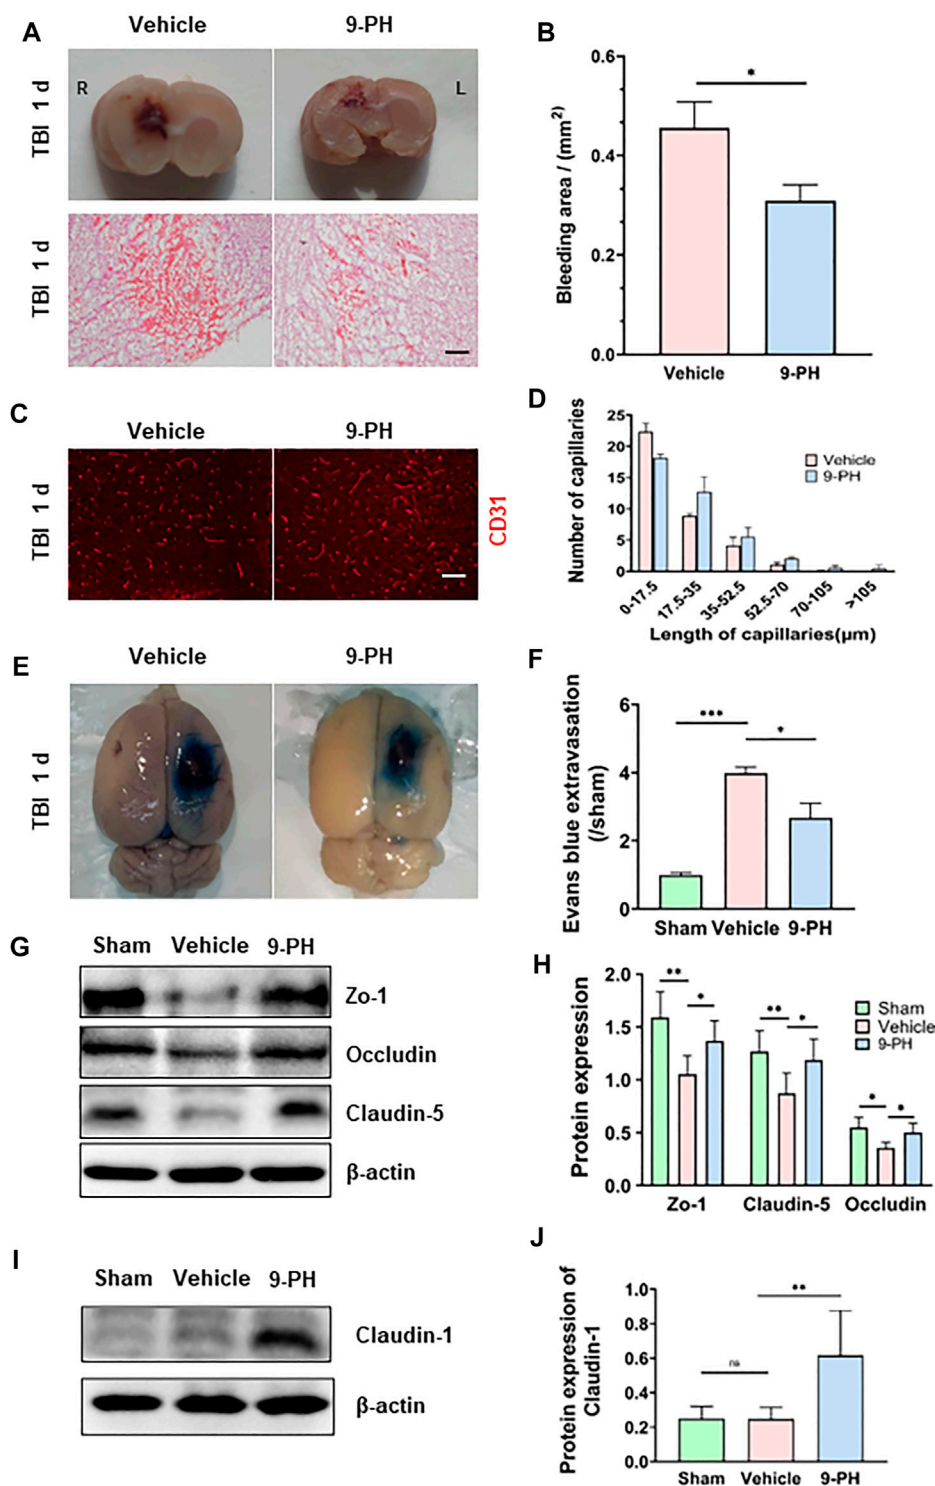 A
Vehicle
9-PH
TBI 1 d
R
L
TBI 1 d
B
Bleeding area / (mm²)
0.6
0.4
0.2
0.0
*
Vehicle
9-PH
C
Vehicle
9-PH
TBI 1 d
CD31
D
Number of capillaries
25
20
15
10
5
0
Vehicle
9-PH
0-17.5
17.5-35
35-52.5
52.5-70
70-105
>105
Length of capillaries(μm)
E
Vehicle
9-PH
TBI 1 d
F
Evans blue extravasation
(/sham)
6
4
2
0
***
*
Sham Vehicle 9-PH
G
Sham Vehicle 9-PH
Zo-1
Occludin
Claudin-5
β-actin
H
Protein expression
2.0
1.5
1.0
0.5
0.0
** *
** *
* *
Sham
Vehicle
9-PH
Zo-1 Claudin-5 Occludin
I
Sham Vehicle 9-PH
Claudin-1
β-actin
J
Protein expression of
Claudin-1
1.0
0.8
0.6
0.4
0.2
0.0
ns
**
Sham Vehicle 9-PH